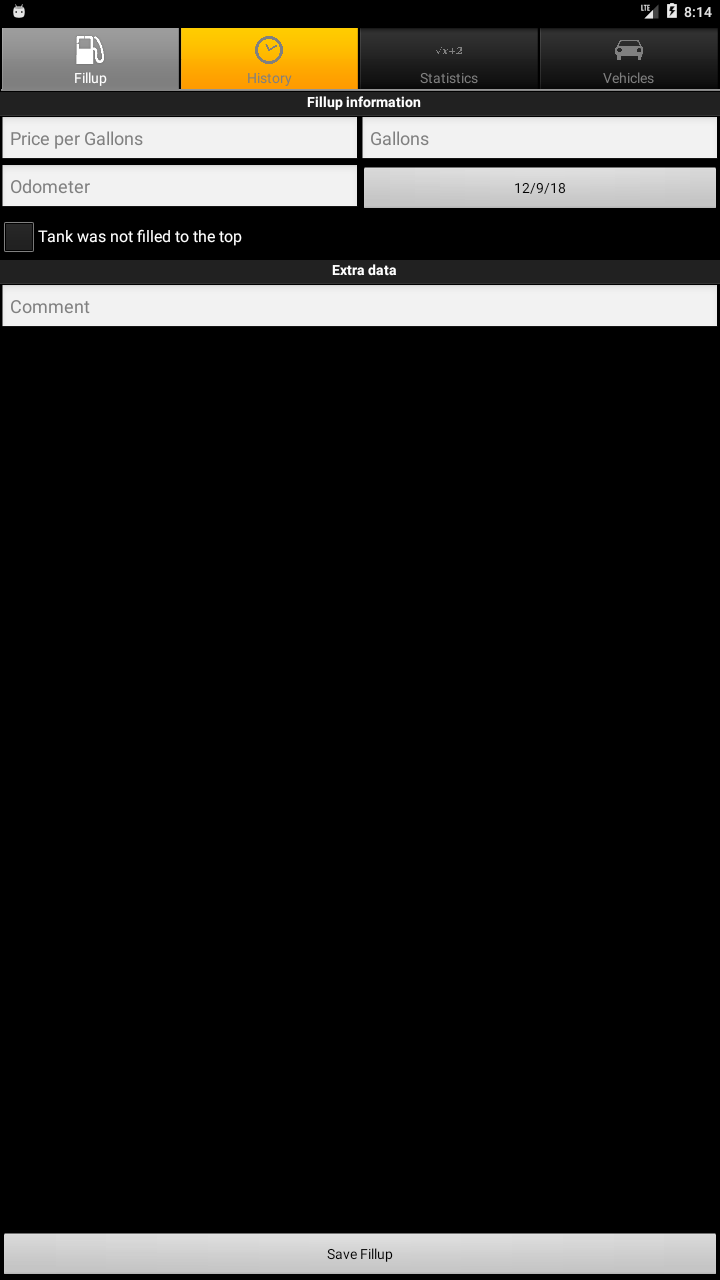 LTE 8:14
Fillup History √x+2 Statistics Vehicles
Fillup information
Price per Gallons Gallons
Odometer 12/9/18
Tank was not filled to the top
Extra data
Comment
Save Fillup